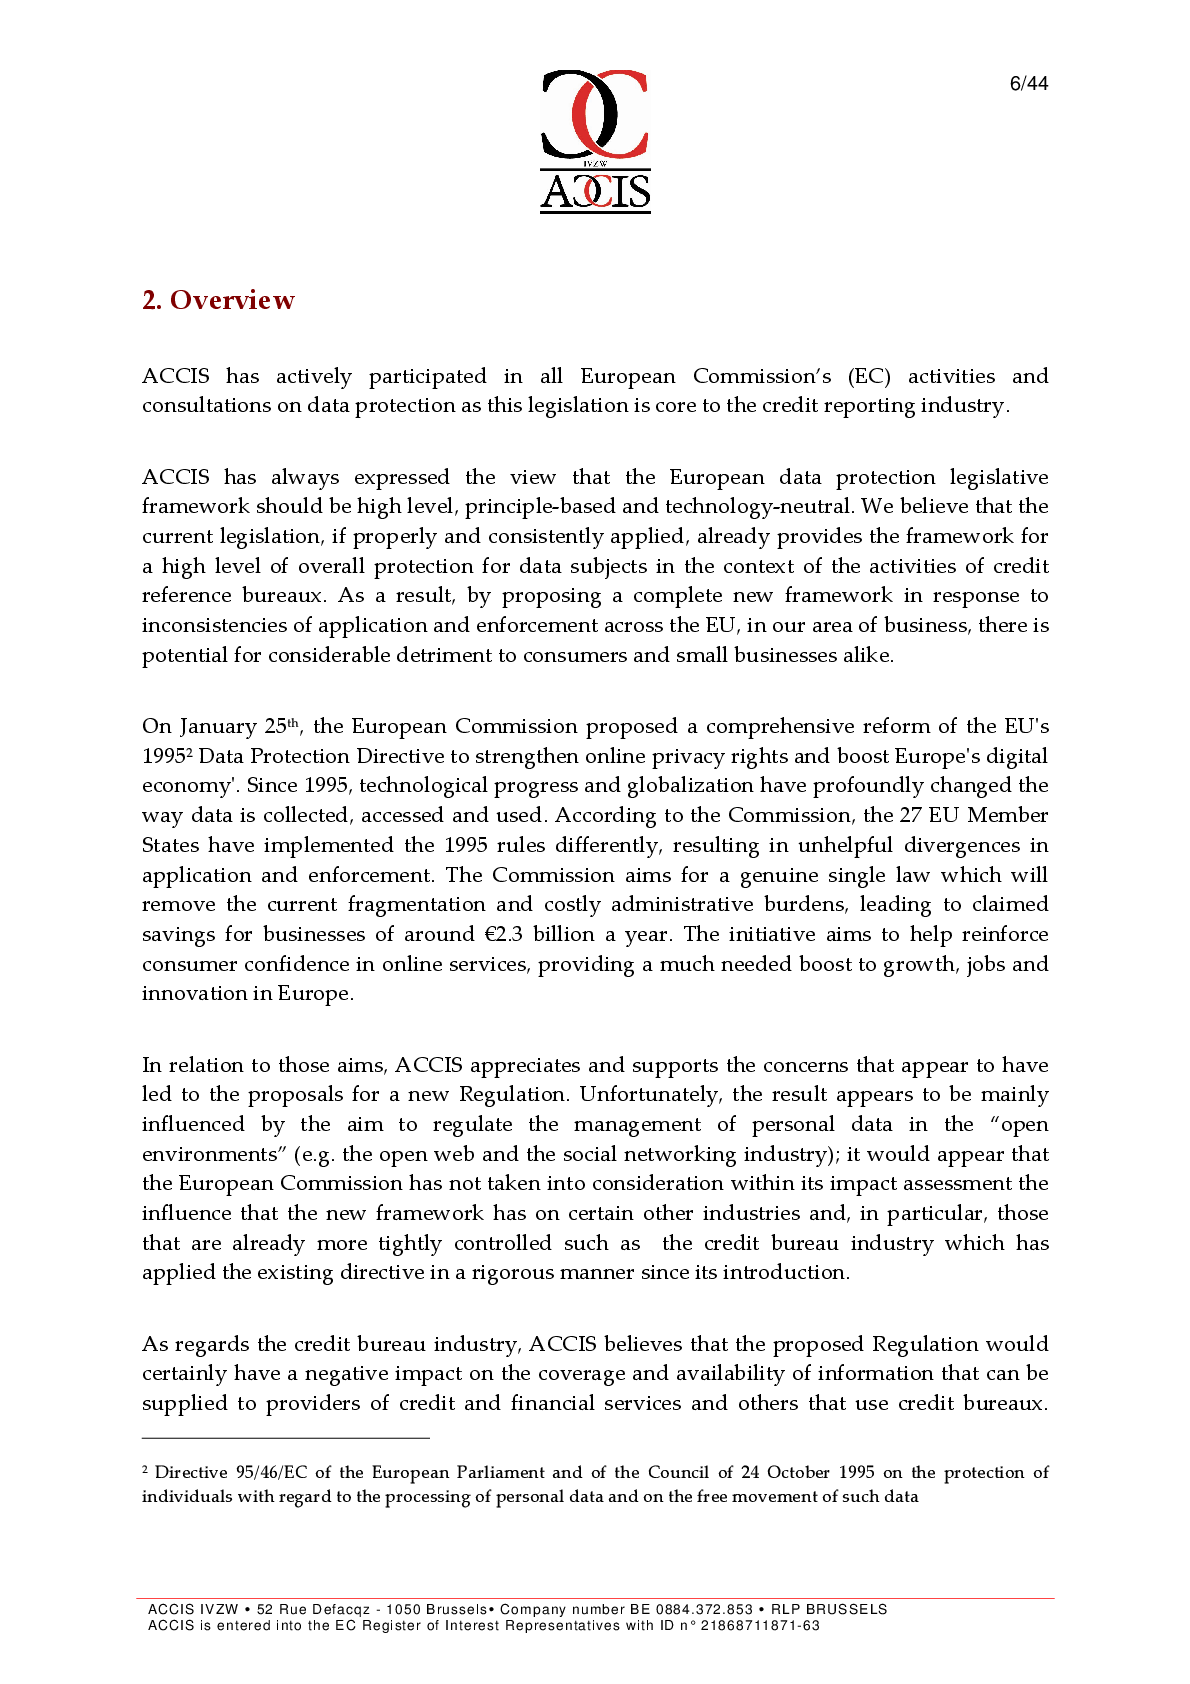 6/44
IVZW
ACCIS
2. Overview
ACCIS has actively participated in all European Commission’s (EC) activities and
consultations on data protection as this legislation is core to the credit reporting industry.
ACCIS has always expressed the view that the European data protection legislative
framework should be high level, principle-based and technology-neutral. We believe that the
current legislation, if properly and consistently applied, already provides the framework for
a high level of overall protection for data subjects in the context of the activities of credit
reference bureaux. As a result, by proposing a complete new framework in response to
inconsistencies of application and enforcement across the EU, in our area of business, there is
potential for considerable detriment to consumers and small businesses alike.
On January 25th, the European Commission proposed a comprehensive reform of the EU's
1995² Data Protection Directive to strengthen online privacy rights and boost Europe's digital
economy'. Since 1995, technological progress and globalization have profoundly changed the
way data is collected, accessed and used. According to the Commission, the 27 EU Member
States have implemented the 1995 rules differently, resulting in unhelpful divergences in
application and enforcement. The Commission aims for a genuine single law which will
remove the current fragmentation and costly administrative burdens, leading to claimed
savings for businesses of around €2.3 billion a year. The initiative aims to help reinforce
consumer confidence in online services, providing a much needed boost to growth, jobs and
innovation in Europe.
In relation to those aims, ACCIS appreciates and supports the concerns that appear to have
led to the proposals for a new Regulation. Unfortunately, the result appears to be mainly
influenced by the aim to regulate the management of personal data in the “open
environments” (e.g. the open web and the social networking industry); it would appear that
the European Commission has not taken into consideration within its impact assessment the
influence that the new framework has on certain other industries and, in particular, those
that are already more tightly controlled such as the credit bureau industry which has
applied the existing directive in a rigorous manner since its introduction.
As regards the credit bureau industry, ACCIS believes that the proposed Regulation would
certainly have a negative impact on the coverage and availability of information that can be
supplied to providers of credit and financial services and others that use credit bureaux.
² Directive 95/46/EC of the European Parliament and of the Council of 24 October 1995 on the protection of
individuals with regard to the processing of personal data and on the free movement of such data
ACCIS IVZW • 52 Rue Defacqz - 1050 Brussels• Company number BE 0884.372.853 • RLP BRUSSELS
ACCIS is entered into the EC Register of Interest Representatives with ID n° 21868711871-63